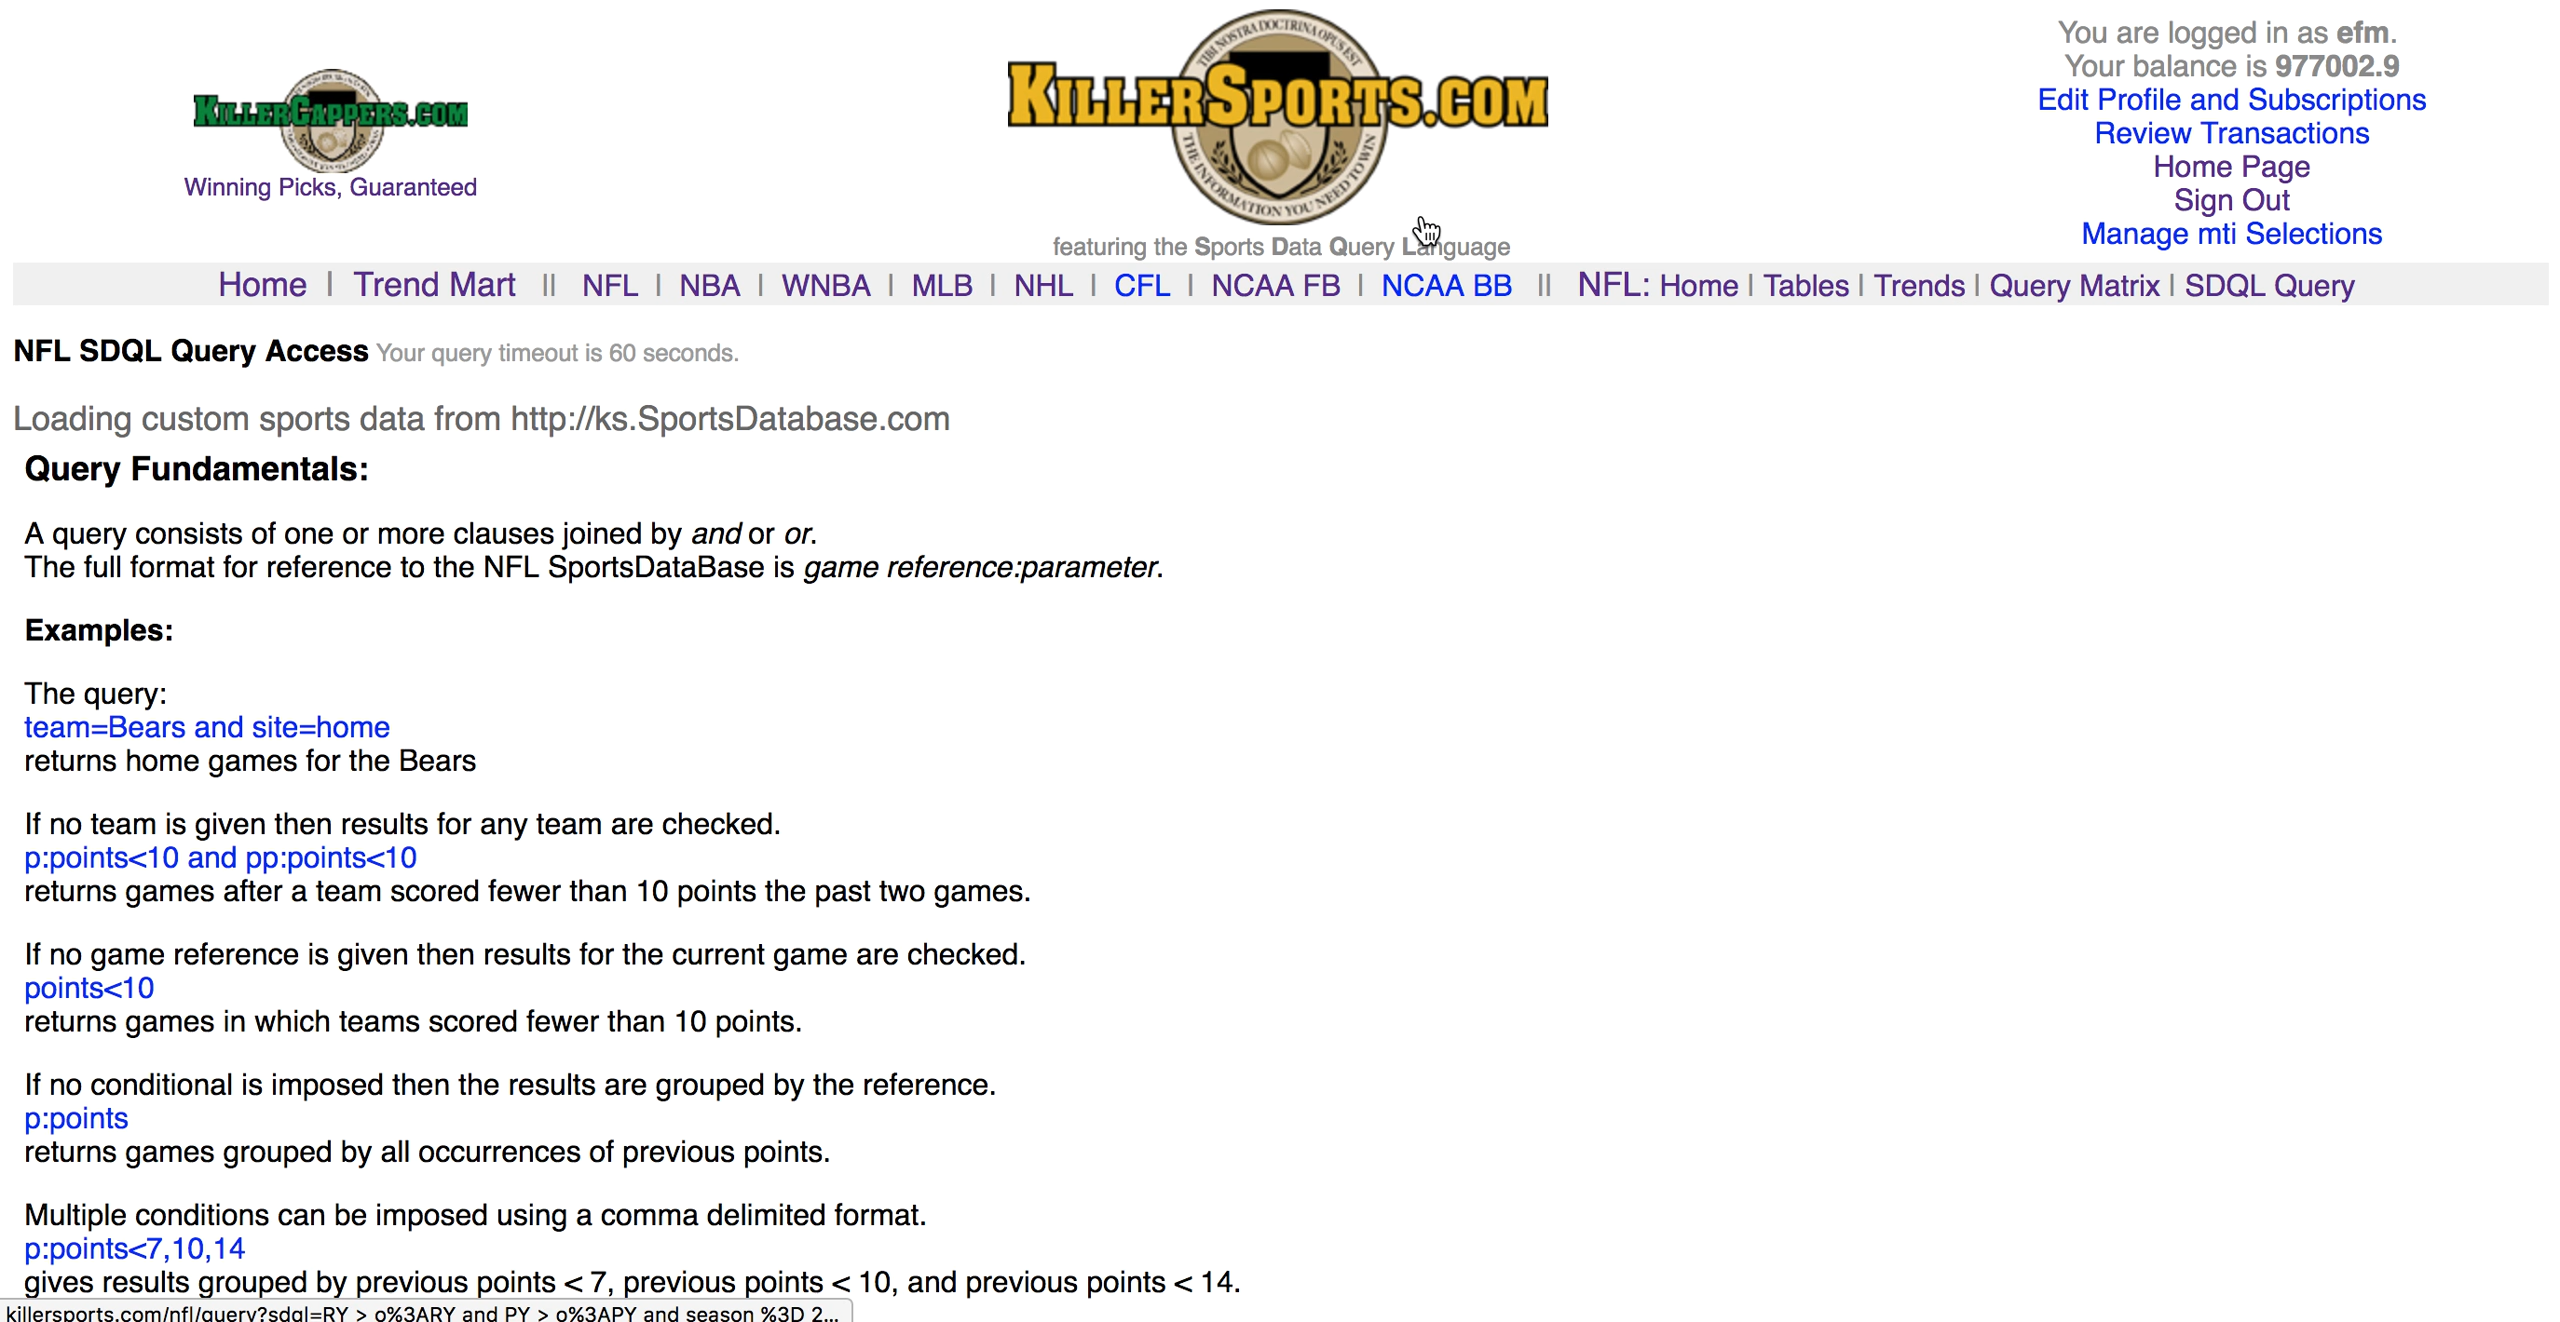 KILLERCAPPERS.COM
Winning Picks, Guaranteed
TIBI NOSTRA DOCTRINA OPUS EST
KILLERSPORTS.COM
THE INFORMATION YOU NEED TO WIN
featuring the Sports Data Query Language
You are logged in as efm.
Your balance is 977002.9
Edit Profile and Subscriptions
Review Transactions
Home Page
Sign Out
Manage mti Selections
Home | Trend Mart || NFL | NBA | WNBA | MLB | NHL | CFL | NCAA FB | NCAA BB || NFL: Home | Tables | Trends | Query Matrix | SDQL Query
NFL SDQL Query Access Your query timeout is 60 seconds.
Loading custom sports data from http://ks.SportsDatabase.com
Query Fundamentals:
A query consists of one or more clauses joined by and or or.
The full format for reference to the NFL SportsDataBase is game reference:parameter.
Examples:
The query:
team=Bears and site=home
returns home games for the Bears
If no team is given then results for any team are checked.
p:points<10 and pp:points<10
returns games after a team scored fewer than 10 points the past two games.
If no game reference is given then results for the current game are checked.
points<10
returns games in which teams scored fewer than 10 points.
If no conditional is imposed then the results are grouped by the reference.
p:points
returns games grouped by all occurrences of previous points.
Multiple conditions can be imposed using a comma delimited format.
p:points<7,10,14
gives results grouped by previous points < 7, previous points < 10, and previous points < 14.
killersports.com/nfl/query?sdql=RY > o%3ARY and PY > o%3APY and season %3D 2...